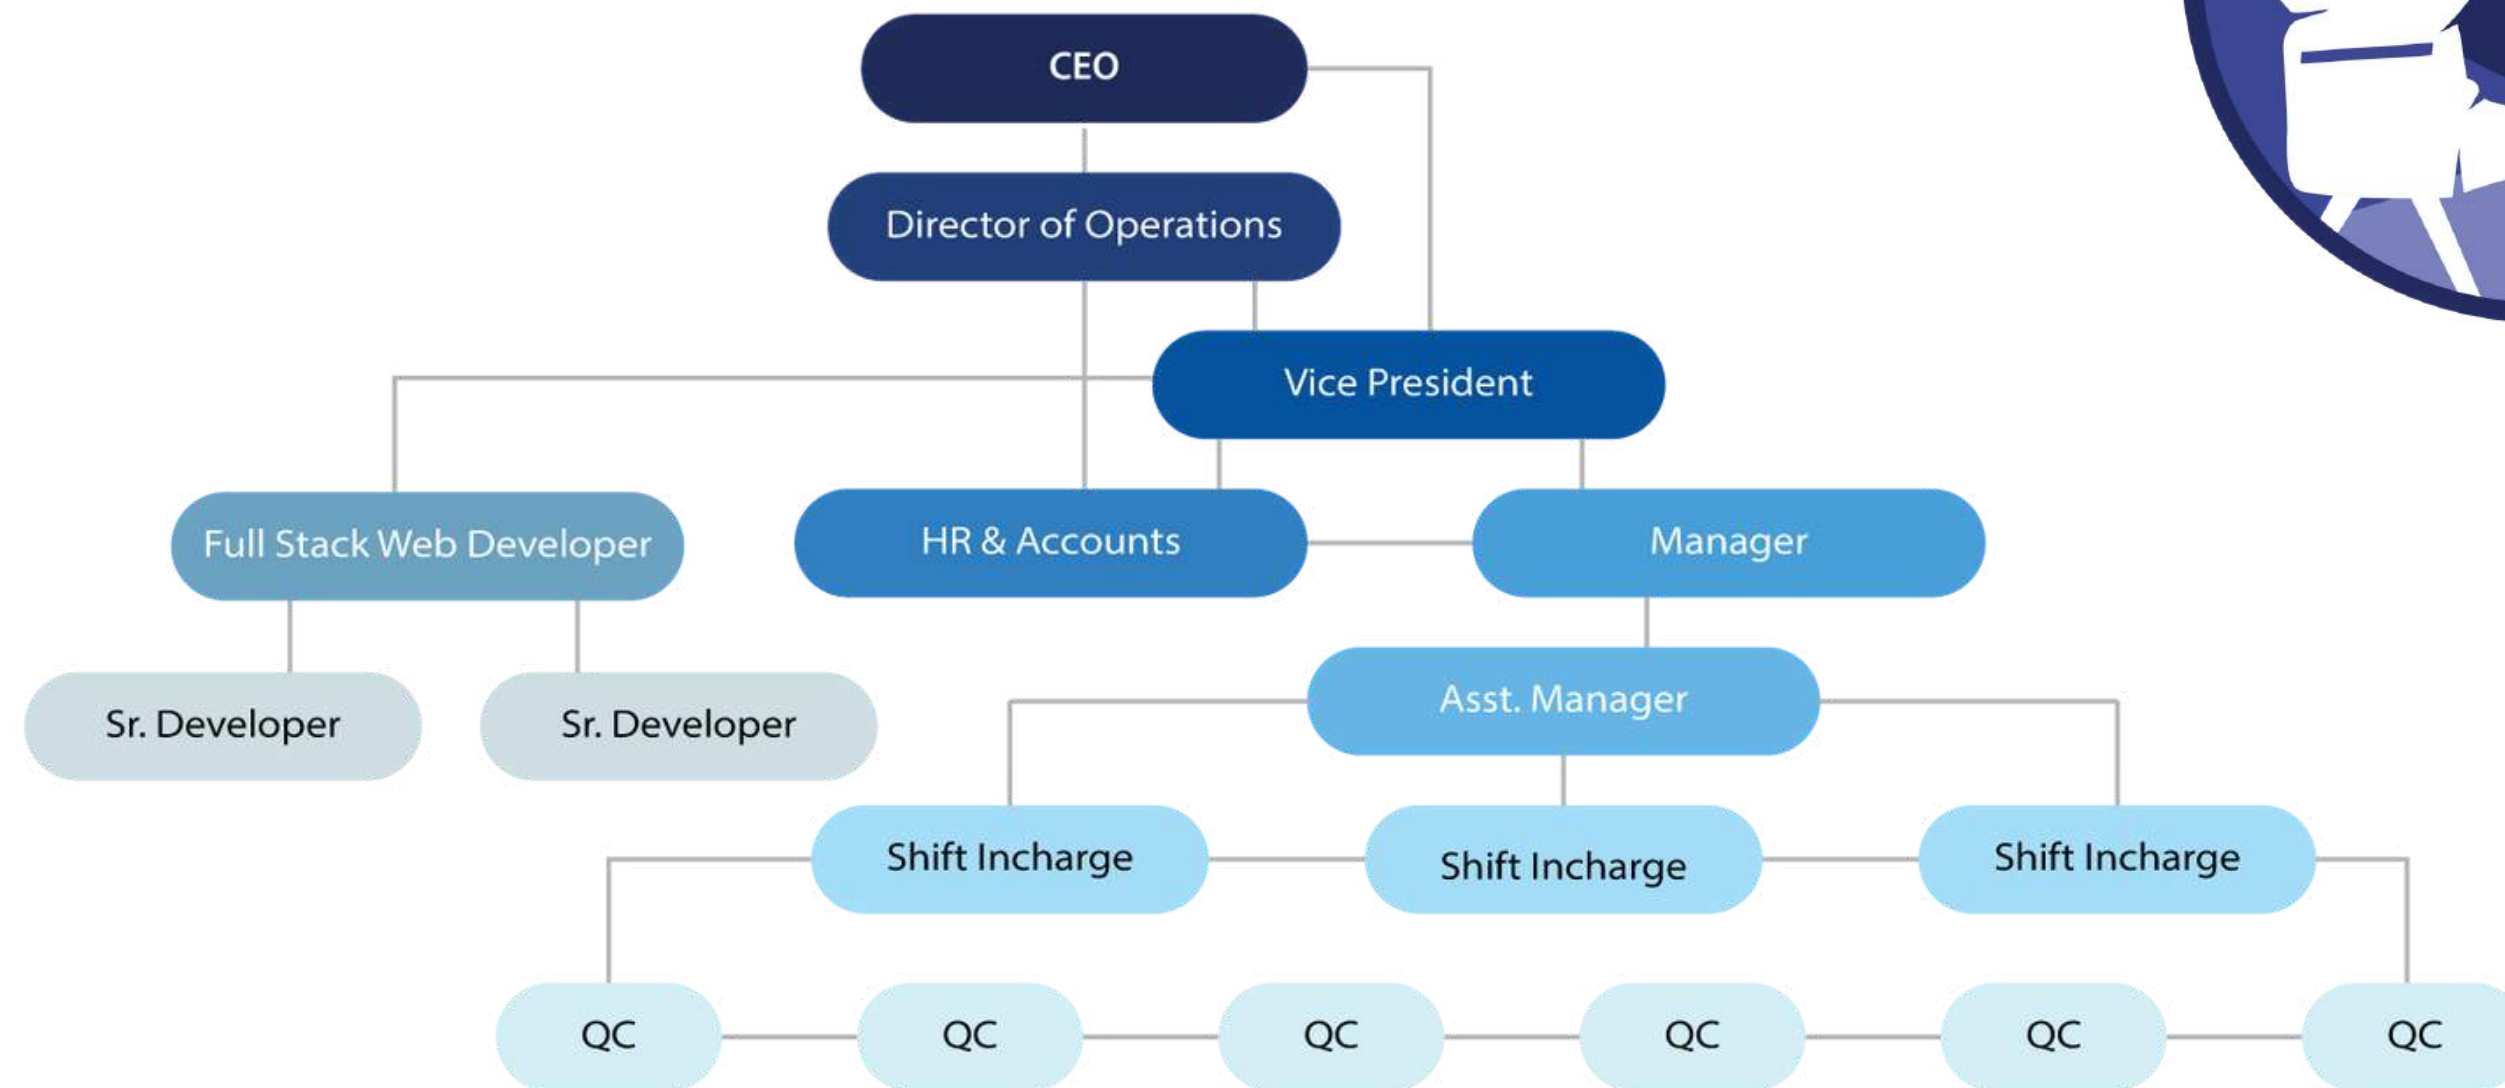 CEO
Director of Operations
Vice President
Full Stack Web Developer
HR & Accounts
Manager
Sr. Developer
Sr. Developer
Asst. Manager
Shift Incharge
Shift Incharge
Shift Incharge
QC
QC
QC
QC
QC
QC